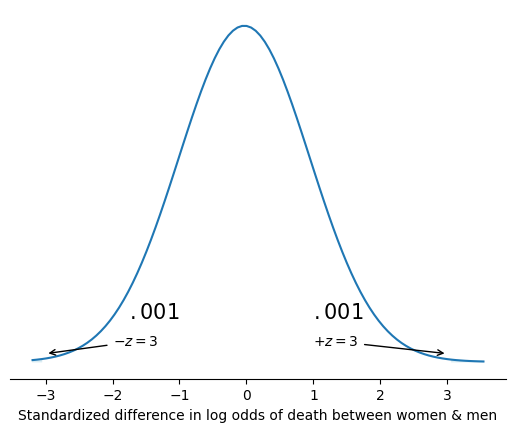 .001 .001
−z = 3 +z = 3
−3 −2 −1 0 1 2 3
Standardized difference in log odds of death between women & men